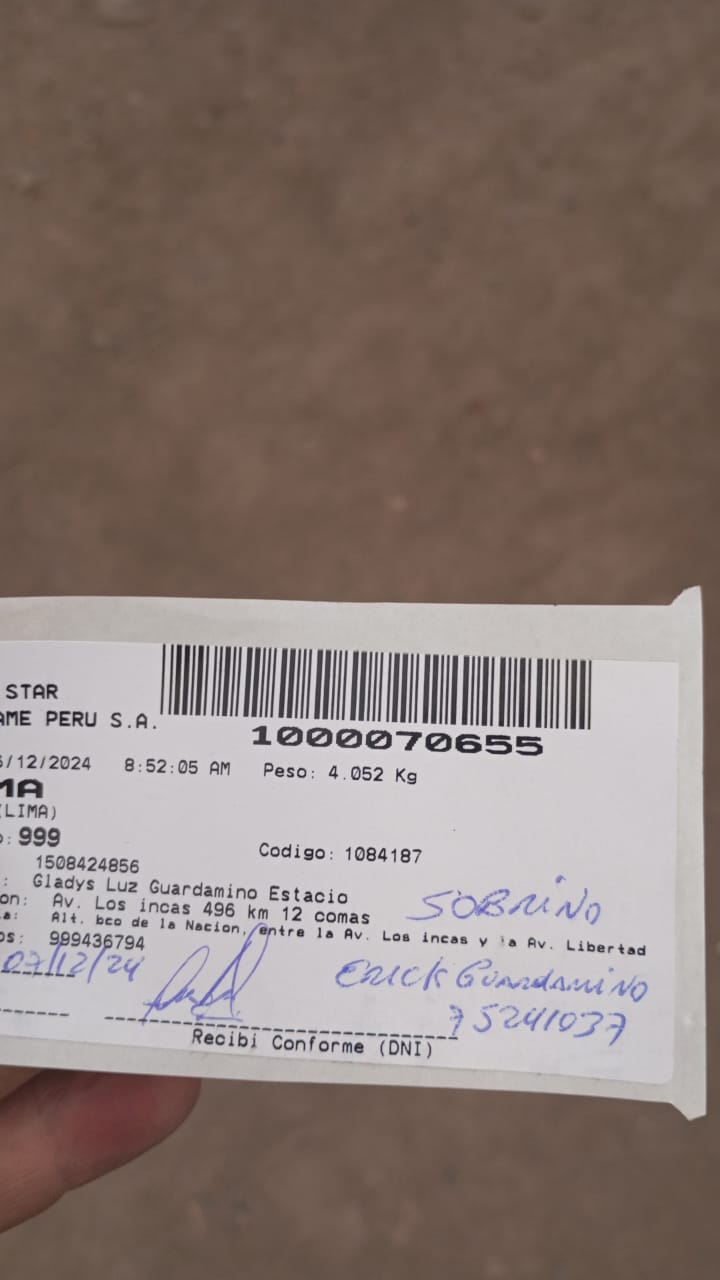 STAR
AME PERU S.A.
1000070655
/12/2024 8:52:05 AM Peso: 4.052 Kg
MA
(LIMA)
: 999
Codigo: 1084187
1508424856
: Gladys Luz Guardamino Estacio
on: Av. Los incas 496 km 12 comas
SOBRINO
a: Alt. bco de la Nacion, entre la Av. Los incas y la Av. Libertad
os: 999436794
07/12/24
ERICK GUARDAMINO
75241037
Recibi Conforme (DNI)